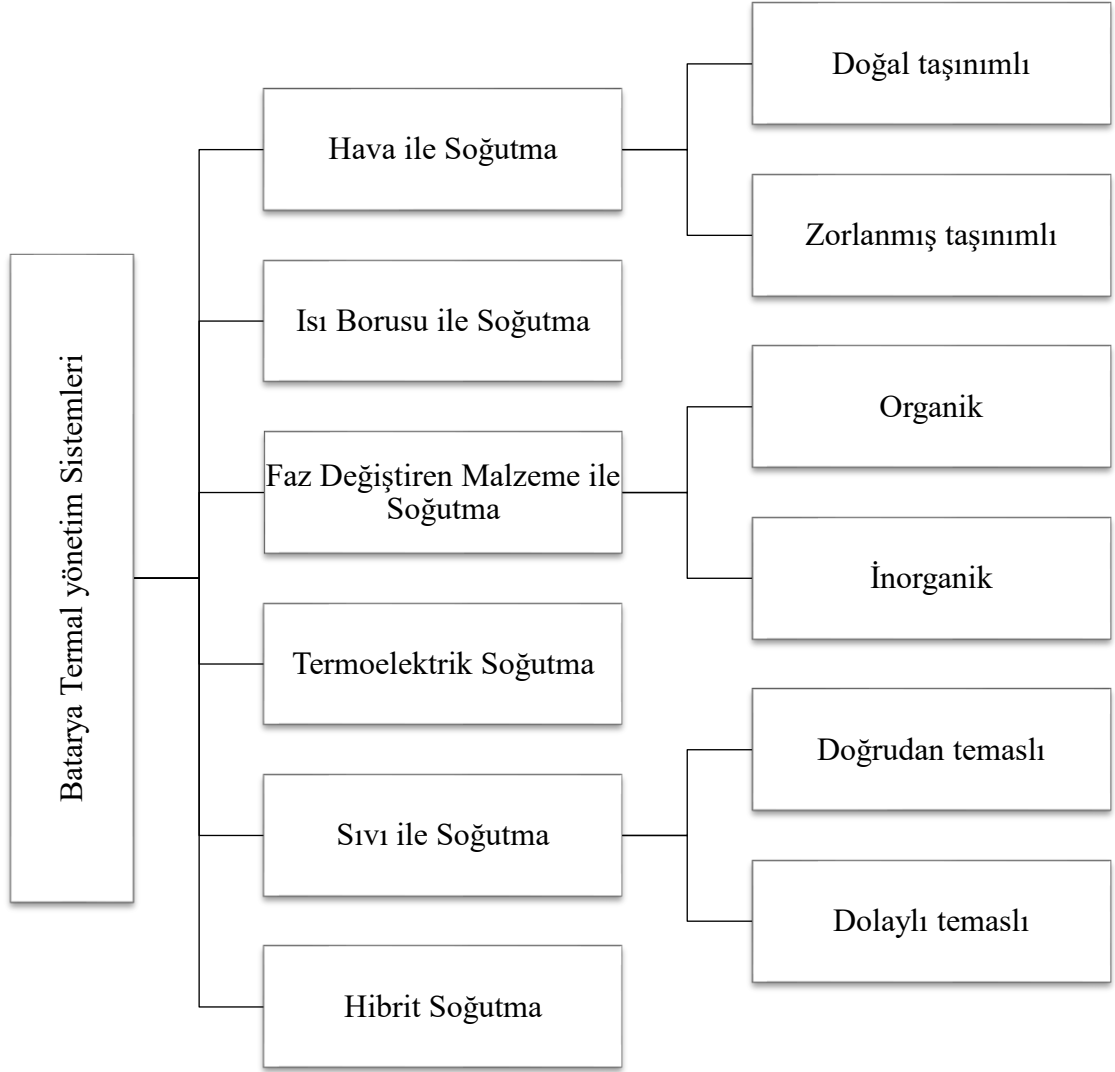 Batarya Termal yönetim Sistemleri
Hava ile Soğutma
Doğal taşınımlı
Zorlanmış taşınımlı
Isı Borusu ile Soğutma
Faz Değiştiren Malzeme ile
Soğutma
Organik
İnorganik
Termoelektrik Soğutma
Sıvı ile Soğutma
Doğrudan temaslı
Dolaylı temaslı
Hibrit Soğutma